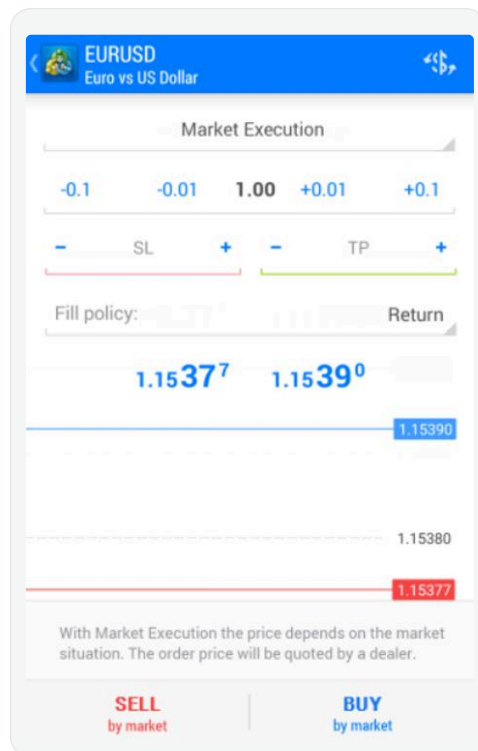 EURUSD
Euro vs US Dollar
Market Execution
-0.1 -0.01 1.00 +0.01 +0.1
- SL + - TP +
Fill policy: Return
1.15377 1.15390
1.15390
1.15380
1.15377
With Market Execution the price depends on the market
situation. The order price will be quoted by a dealer.
SELL BUY
by market by market